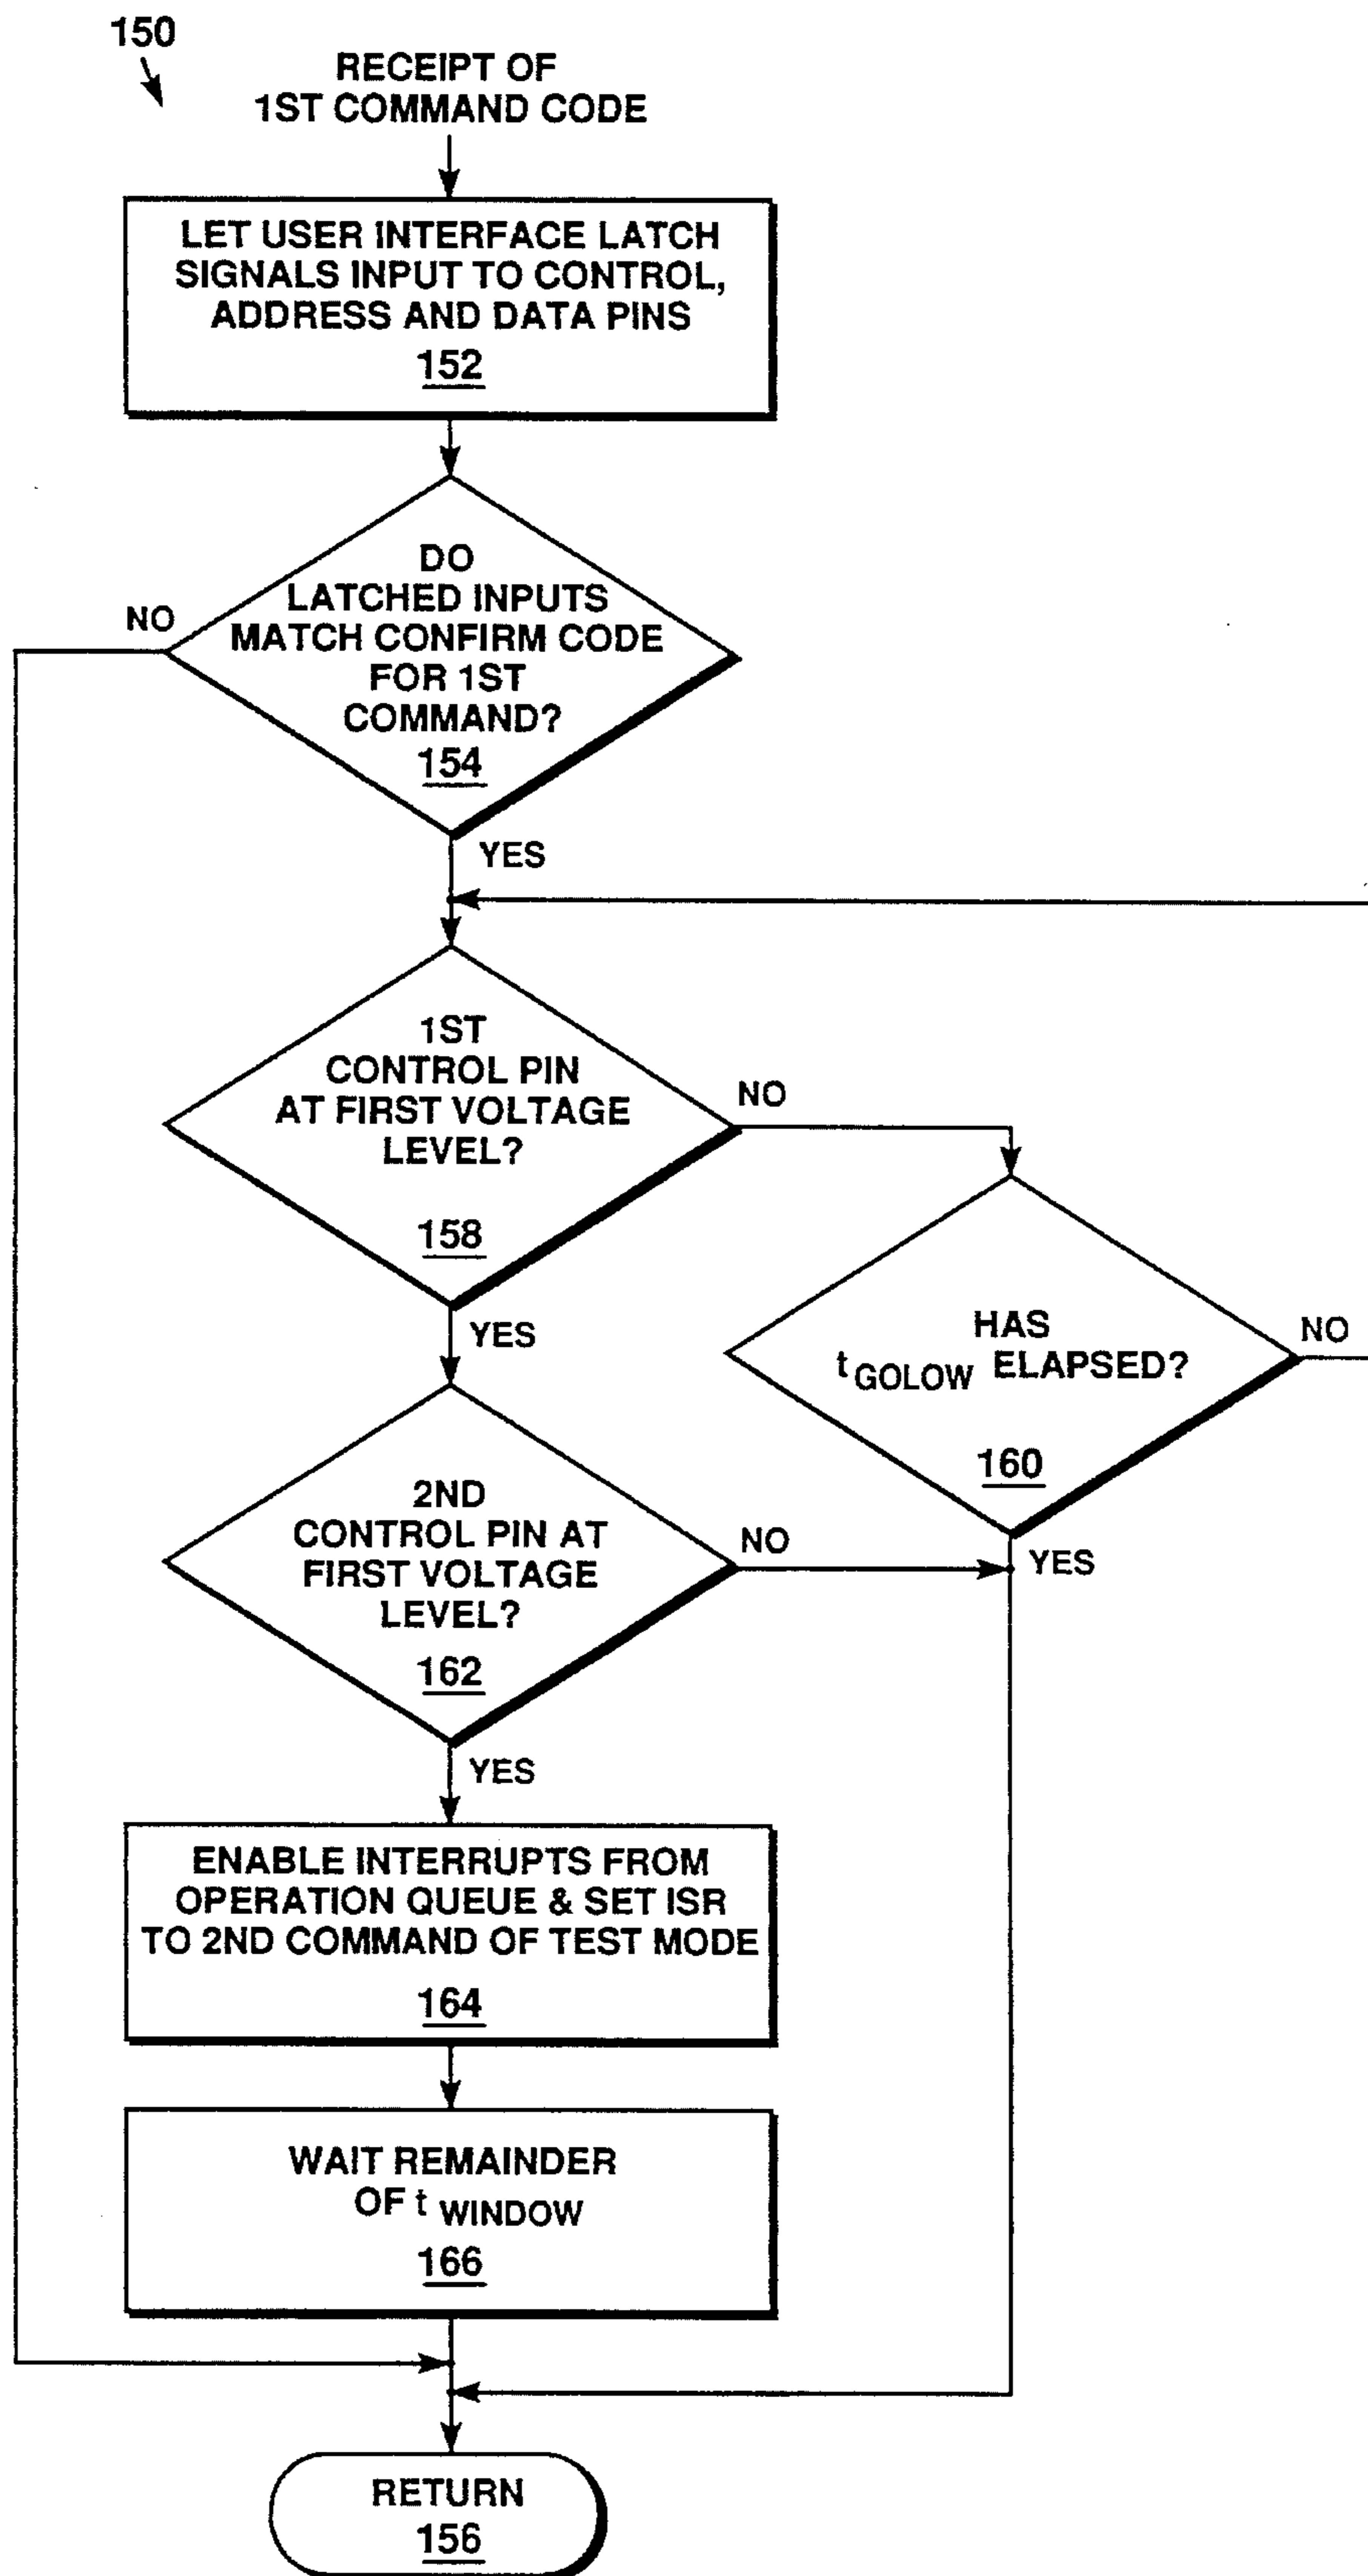 150
RECEIPT OF
1ST COMMAND CODE
LET USER INTERFACE LATCH
SIGNALS INPUT TO CONTROL,
ADDRESS AND DATA PINS
152
DO
LATCHED INPUTS
MATCH CONFIRM CODE
FOR 1ST
COMMAND?
154
NO
YES
1ST
CONTROL PIN
AT FIRST VOLTAGE
LEVEL?
158
NO
YES
HAS
t GOLOW ELAPSED?
160
NO
YES
2ND
CONTROL PIN AT
FIRST VOLTAGE
LEVEL?
162
NO
YES
ENABLE INTERRUPTS FROM
OPERATION QUEUE & SET ISR
TO 2ND COMMAND OF TEST MODE
164
WAIT REMAINDER
OF t WINDOW
166
RETURN
156